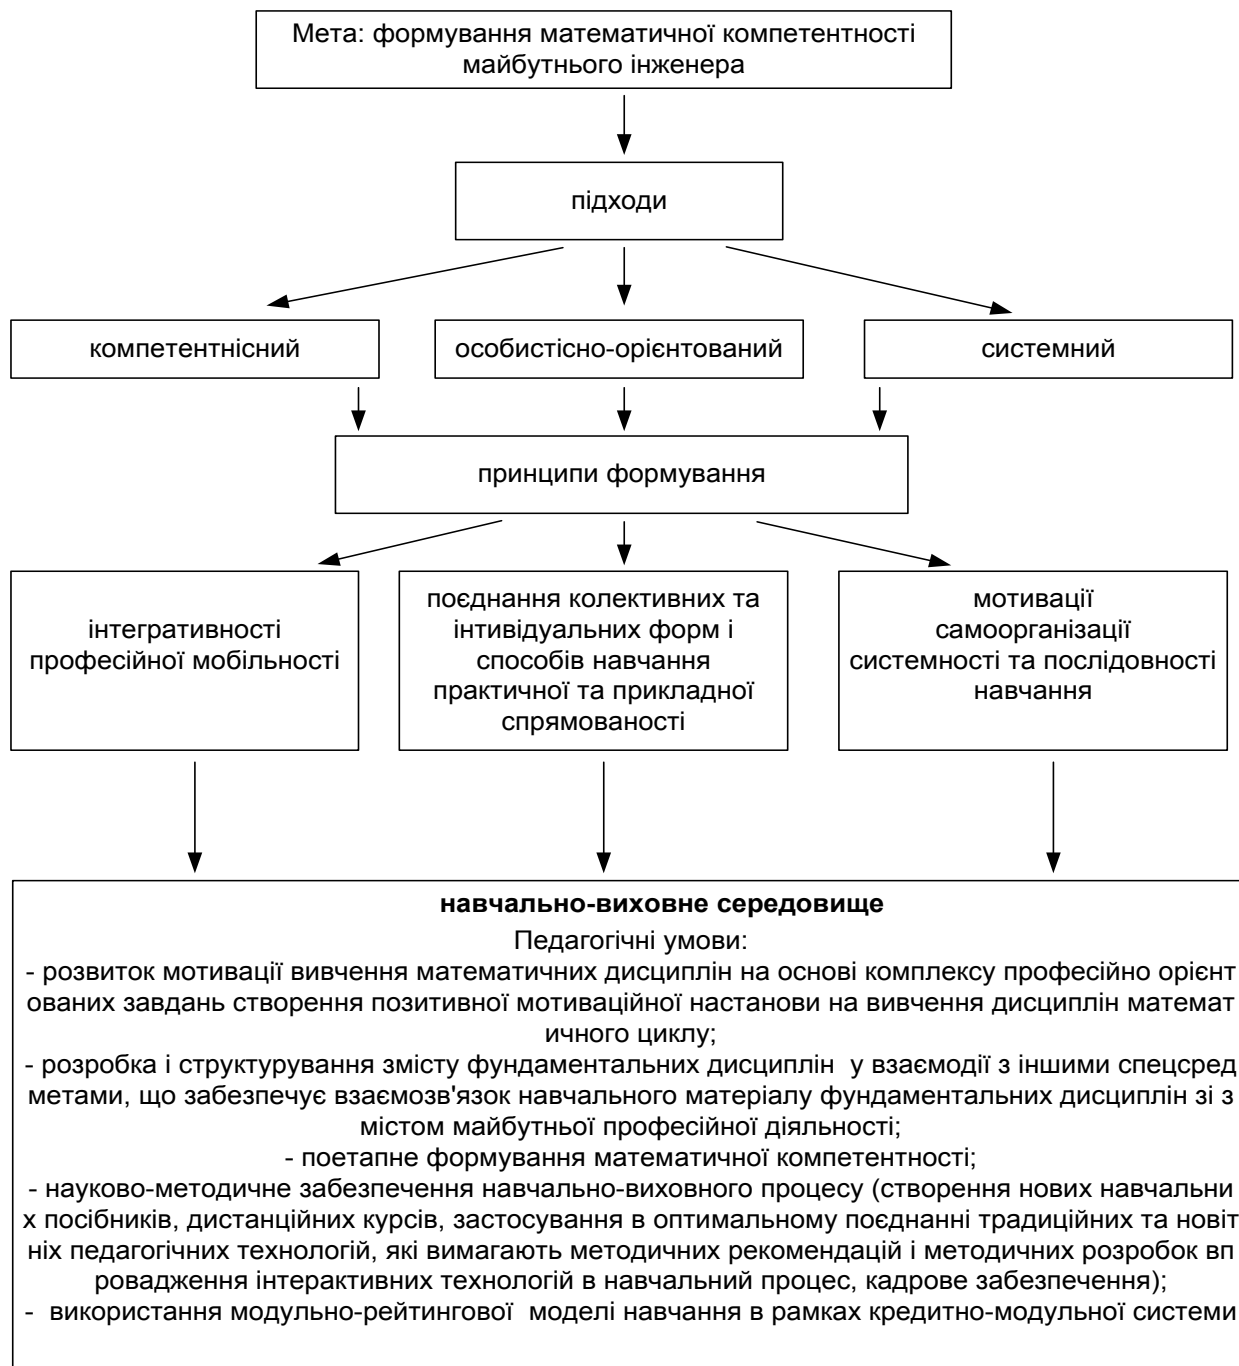 Мета: формування математичної компетентності
майбутнього інженера
підходи
компетентнісний
особистісно-орієнтований
системний
принципи формування
інтегративності
професійної мобільності
поєднання колективних та
інтивідуальних форм і
способів навчання
практичної та прикладної
спрямованості
мотивації
самоорганізації
системності та послідовності
навчання
навчально-виховне середовище
Педагогічні умови:
- розвиток мотивації вивчення математичних дисциплін на основі комплексу професійно орієнт
ованих завдань створення позитивної мотиваційної настанови на вивчення дисциплін математ
ичного циклу;
- розробка і структурування змісту фундаментальних дисциплін у взаємодії з іншими спецсред
метами, що забезпечує взаємозв'язок навчального матеріалу фундаментальних дисциплін зі з
містом майбутньої професійної діяльності;
- поетапне формування математичної компетентності;
- науково-методичне забезпечення навчально-виховного процесу (створення нових навчальни
х посібників, дистанційних курсів, застосування в оптимальному поєднанні традиційних та новіт
ніх педагогічних технологій, які вимагають методичних рекомендацій і методичних розробок вп
ровадження інтерактивних технологій в навчальний процес, кадрове забезпечення);
- використання модульно-рейтингової моделі навчання в рамках кредитно-модульної системи